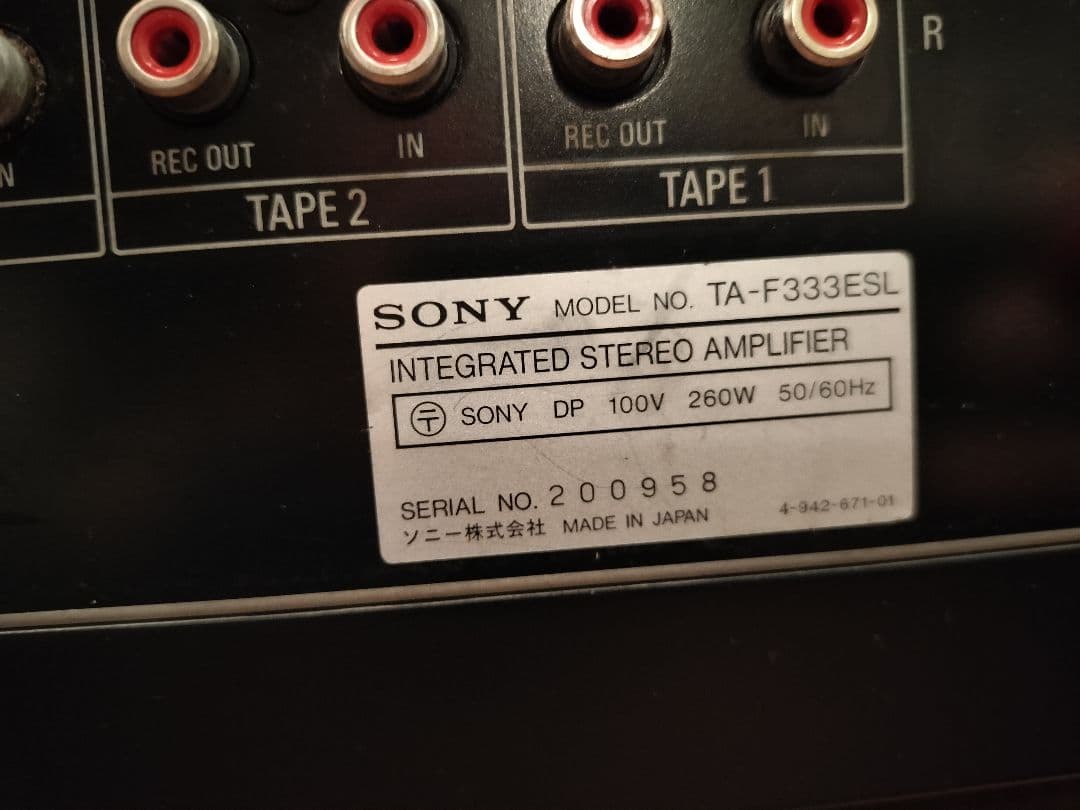 R
REC OUT IN REC OUT IN
N
TAPE 2 TAPE 1
SONY MODEL NO. TA-F333ESL
INTEGRATED STEREO AMPLIFIER
〒 SONY DP 100V 260W 50/60Hz
SERIAL NO. 200958
ソニー株式会社 MADE IN JAPAN 4-942-671-01